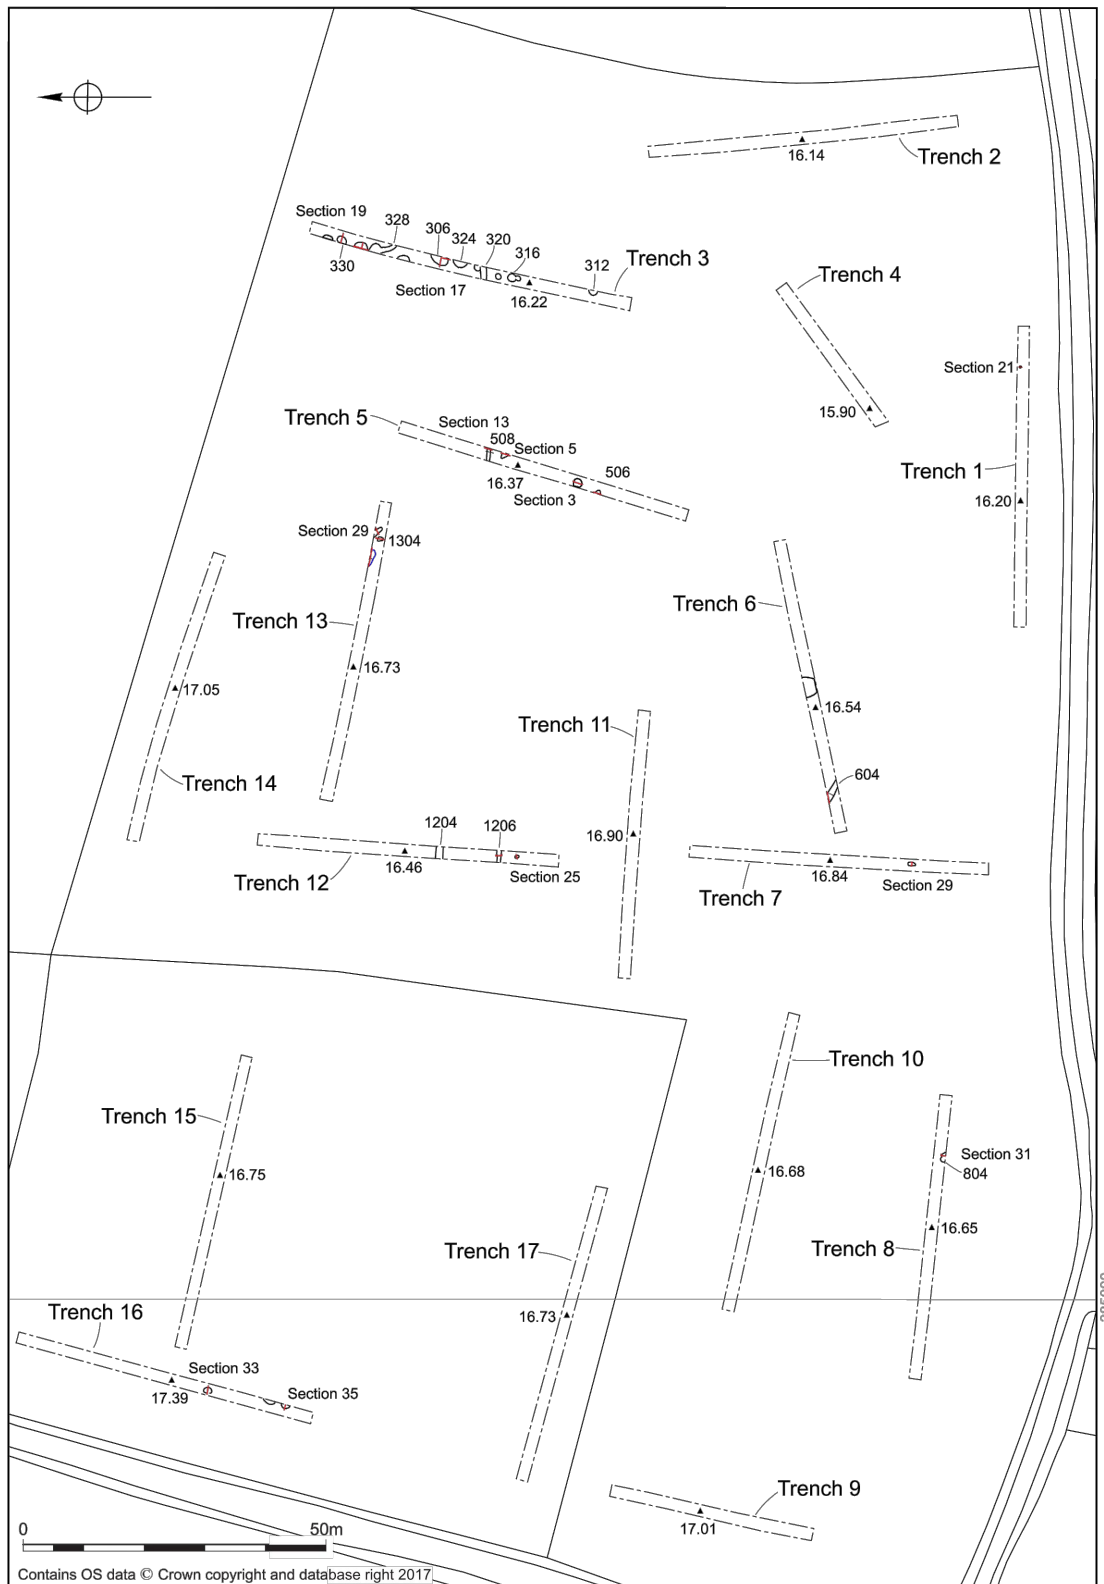 Trench 2
16.14
Section 19
328
306
324
320
316
330
Section 17
16.22
312
Trench 3
Trench 4
15.90
Section 21
Trench 1
16.20
Trench 5
Section 13
508
Section 5
16.37
Section 3
506
Section 29
1304
Trench 13
16.73
17.05
Trench 14
Trench 6
16.54
604
Trench 11
16.90
1204
1206
16.46
Section 25
Trench 12
16.84
Trench 7
Section 29
Trench 10
16.68
Trench 15
16.75
Section 31
804
16.65
Trench 8
Trench 17
16.73
Trench 16
Section 33
17.39
Section 35
Trench 9
17.01
0
50m
Contains OS data © Crown copyright and database right 2017